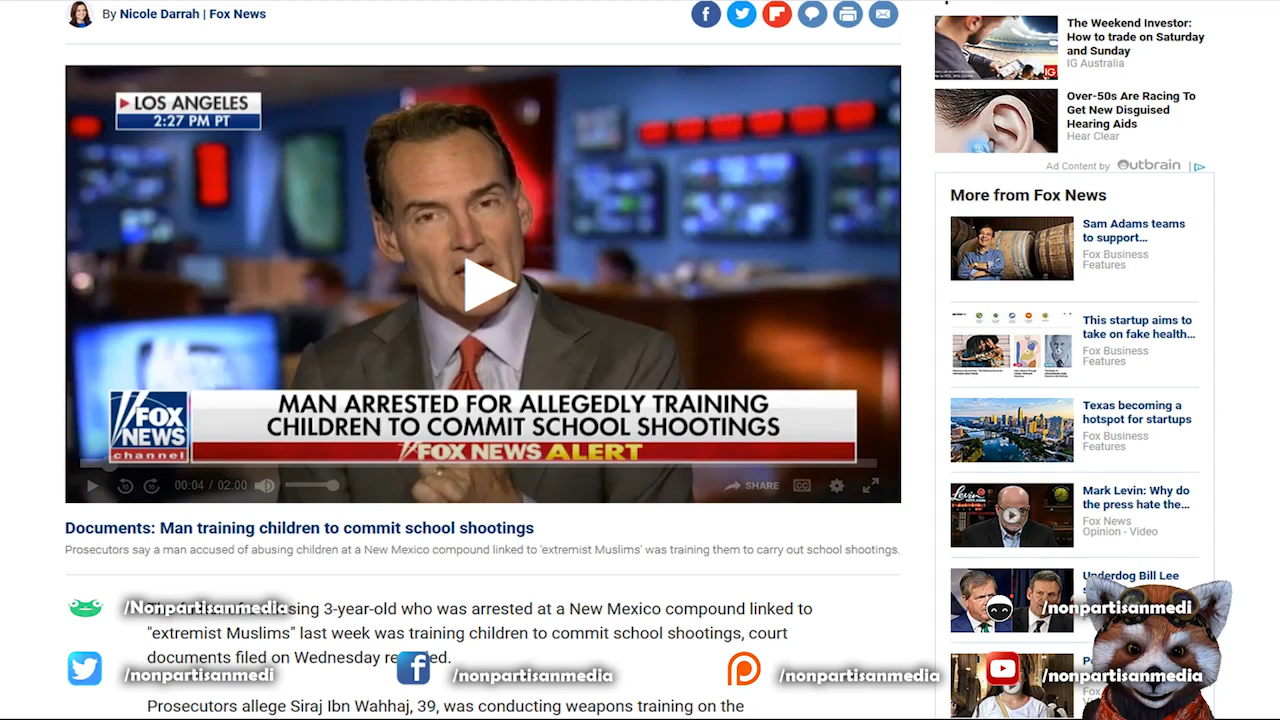 By Nicole Darrah | Fox News
LOS ANGELES
2:27 PM PT
FOX
NEWS
channel
MAN ARRESTED FOR ALLEGEDLY TRAINING
CHILDREN TO COMMIT SCHOOL SHOOTINGS
FOX NEWS ALERT
00:04 / 02:00
SHARE
CC
Documents: Man training children to commit school shootings
Prosecutors say a man accused of abusing children at a New Mexico compound linked to 'extremist Muslims' was training them to carry out school shootings.
/Nonpartisanmedia
3-year-old who was arrested at a New Mexico compound linked to
"extremist Muslims" last week was training children to commit school shootings, court
documents filed on Wednesday
/nonpartisanmedi
/nonpartisanmedia
/nonpartisanmedia
Prosecutors allege Siraj Ibn Wahhaj, 39, was conducting weapons training on the
The Weekend Investor:
How to trade on Saturday
and Sunday
IG Australia
IG
Over-50s Are Racing To
Get New Disguised
Hearing Aids
Hear Clear
Ad Content by Outbrain
More from Fox News
Sam Adams teams
to support...
Fox Business
Features
This startup aims to
take on fake health...
Fox Business
Features
Texas becoming a
hotspot for startups
Fox Business
Features
Levin
Mark Levin: Why do
the press hate the...
Fox News
Opinion - Video
Underdog Bill Lee
/nonpartisanmedi
/nonpartisanmedia